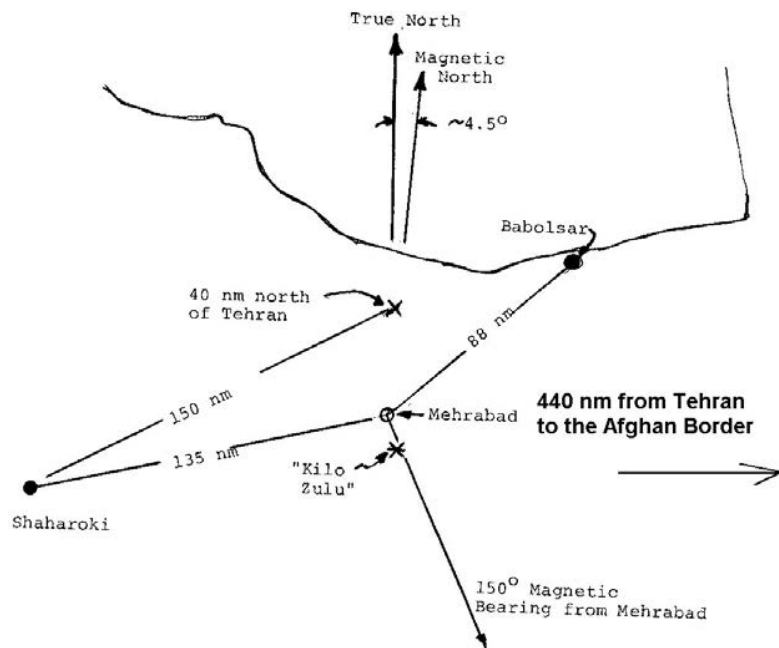 True North
Magnetic
North
~4.5°
Babolsar
40 nm north
of Tehran
88 nm
150 nm
Mehrabad
440 nm from Tehran
to the Afghan Border
135 nm
"Kilo
Zulu"
Shaharoki
150° Magnetic
Bearing from Mehrabad